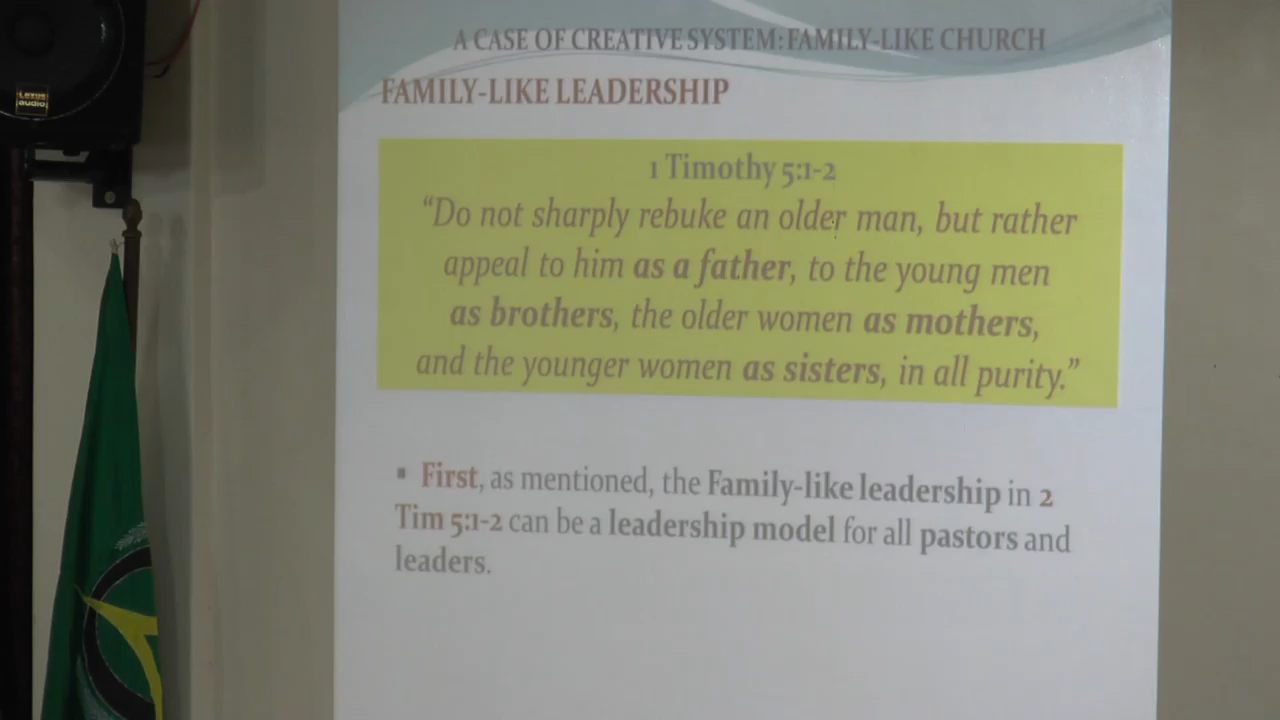 LEXUS
audio
A CASE OF CREATIVE SYSTEM: FAMILY-LIKE CHURCH
FAMILY-LIKE LEADERSHIP
1 Timothy 5:1-2
“Do not sharply rebuke an older man, but rather
appeal to him as a father, to the young men
as brothers, the older women as mothers,
and the younger women as sisters, in all purity.”
▪ First, as mentioned, the Family-like leadership in 2
Tim 5:1-2 can be a leadership model for all pastors and
leaders.